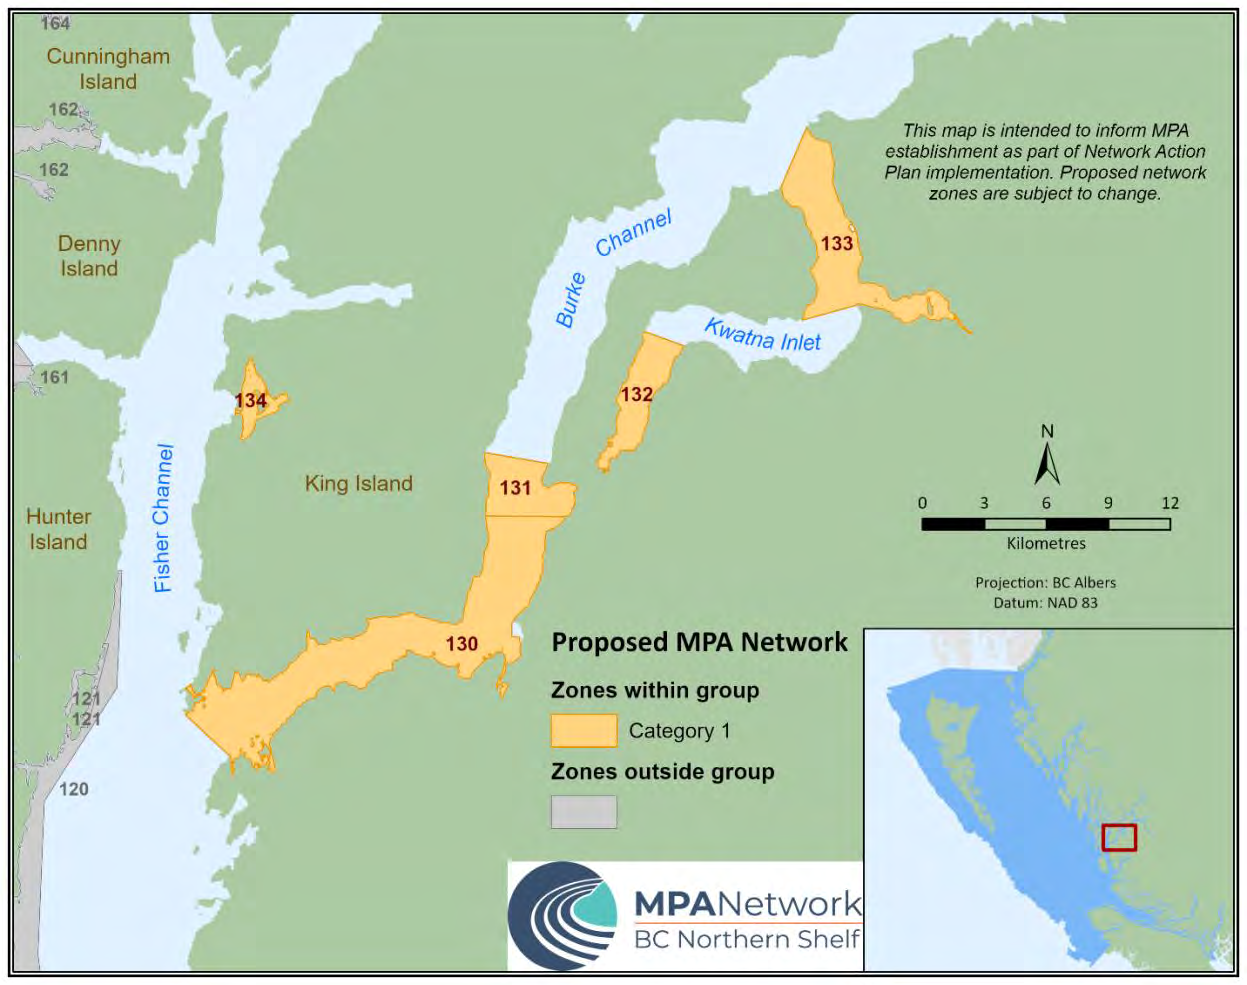 164
Cunningham
Island
162
162
Denny
Island
161
134
Hunter
Island
Fisher Channel
King Island
121
121
120
Burke Channel
Kwatna Inlet
133
132
131
130
This map is intended to inform MPA
establishment as part of Network Action
Plan implementation. Proposed network
zones are subject to change.
N
0 3 6 9 12
Kilometres
Projection: BC Albers
Datum: NAD 83
Proposed MPA Network
Zones within group
Category 1
Zones outside group
MPANetwork
BC Northern Shelf